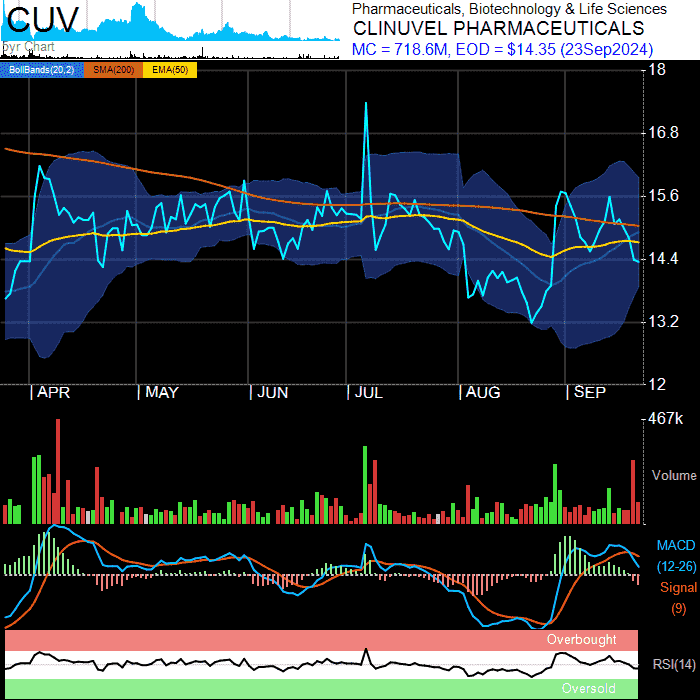 CUV
5yr Chart
Pharmaceuticals, Biotechnology & Life Sciences
CLINUVEL PHARMACEUTICALS
MC = 718.6M, EOD = $14.35 (23Sep2024)
BollBands(20,2) SMA(200) EMA(50)
18
16.8
15.6
14.4
13.2
12
APR MAY JUN JUL AUG SEP
467k
Volume
MACD
(12-26)
Signal
(9)
Overbought
RSI(14)
Oversold